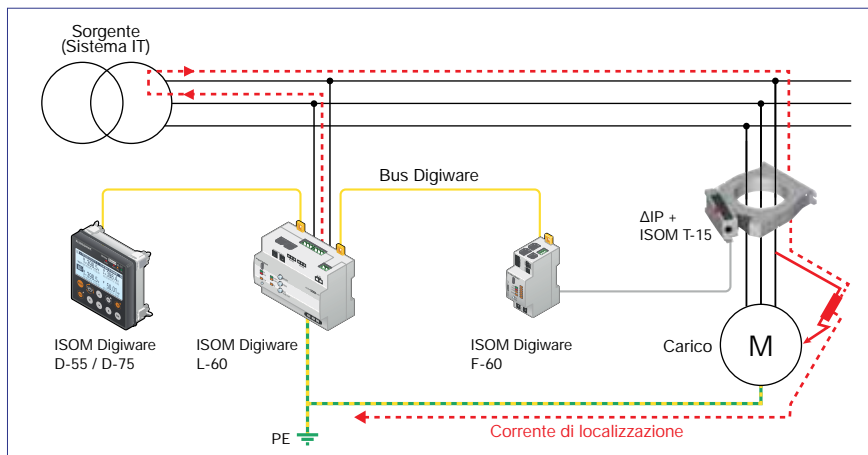 Sorgente
(Sistema IT)
Bus Digiware
ΔIP +
ISOM T-15
ISOM Digiware
D-55 / D-75
ISOM Digiware
L-60
ISOM Digiware
F-60
Carico
M
PE
Corrente di localizzazione